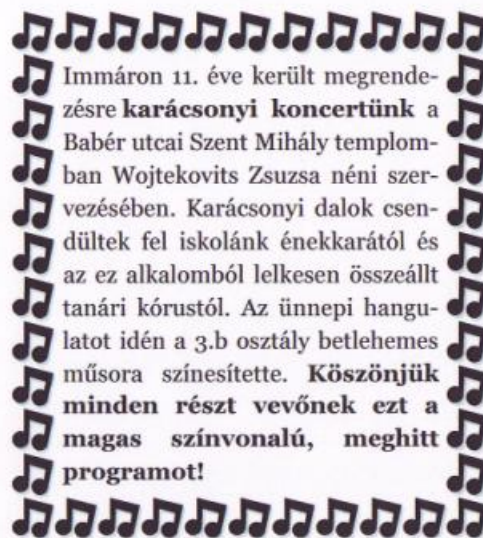 Immáron 11. éve került megrende-
zésre karácsonyi koncertünk a
Babér utcai Szent Mihály templom-
ban Wojtekovits Zsuzsa néni szer-
vezésében. Karácsonyi dalok csen-
dültek fel iskolánk énekkarától és
az ez alkalomból lelkesen összeállt
tanári kórustól. Az ünnepi hangu-
latot idén a 3.b osztály betlehemes
műsora színesítette. Köszönjük
minden részt vevőnek ezt a
magas színvonalú, meghitt
programot!